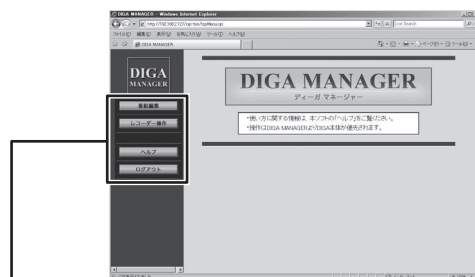 DIGA MANAGER - Windows Internet Explorer
Live Search
DIGA MANAGER
DIGA
MANAGER
番組編集
レコーダー操作
ヘルプ
ログアウト
DIGA MANAGER
ディーガ マネージャー
・使い方に関する情報は、本ソフトの「ヘルプ」をご覧ください。
・操作はDIGA MANAGERよりDIGA本体が優先されます。